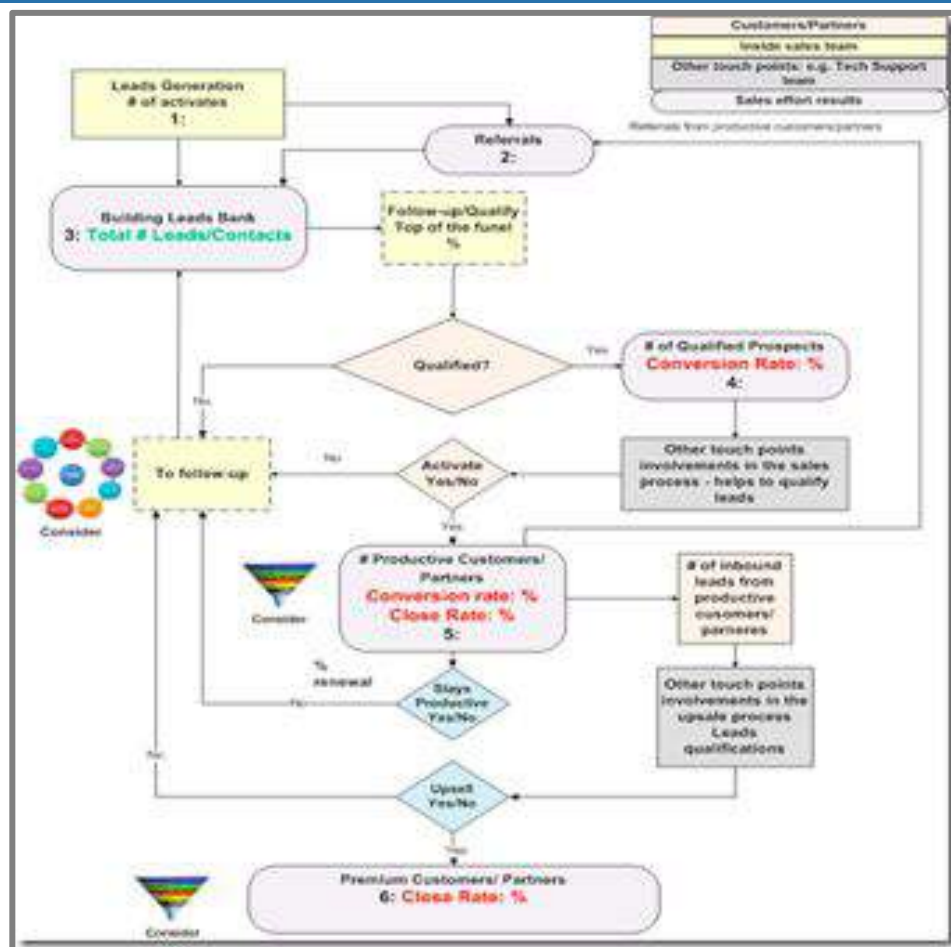 Customers/Partners
Inside sales team
Other touch points: e.g. Tech Support
team
Sales effort results
Leads Generation
# of activates
1:
Referrals from productive customers/partners
Referrals
2:
Building Leads Bank
3: Total # Leads/Contacts
Follow-up/Qualify
Top of the funel
%
Qualified?
Yes
# of Qualified Prospects
Conversion Rate: %
4:
No
To follow up
No
Activate
Yes/No
Other touch points
involvements in the sales
process - helps to qualify
leads
Consider
Yes
# Productive Customers/
Partners
Conversion rate: %
Close Rate: %
5:
# of inbound
leads from
productive
cusomers/
parneres
Consider
%
renewal
No
Stays
Productive
Yes/No
Other touch points
involvements in the
upsale process
Leads
qualifications
No
Upsell
Yes/No
Yes
Premium Customers/ Partners
6: Close Rate: %
Consider